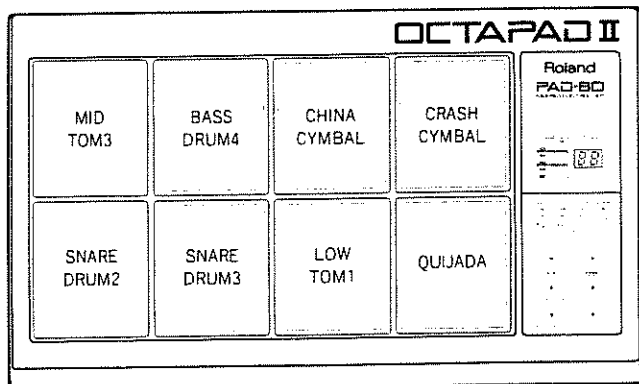 OCTAPAD II
Roland
PAD-80
MID
TOM3
BASS
DRUM4
CHINA
CYMBAL
CRASH
CYMBAL
SNARE
DRUM2
SNARE
DRUM3
LOW
TOM1
QUIJADA